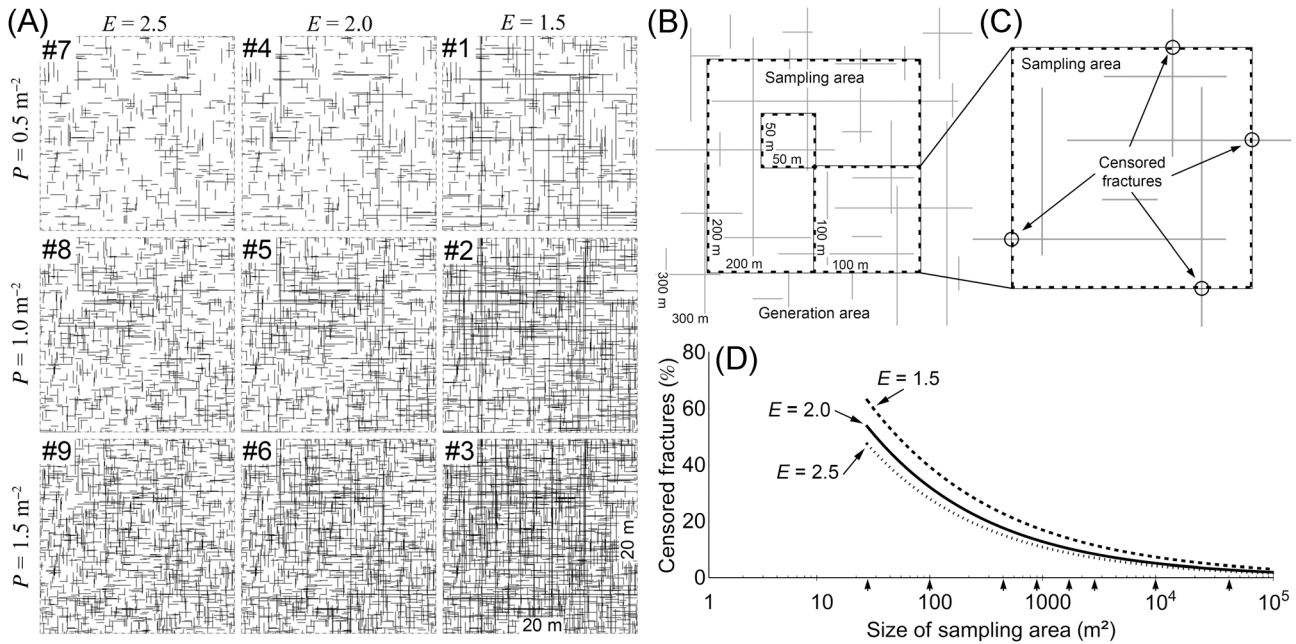 (A)
E = 2.5
E = 2.0
E = 1.5
P = 0.5 m⁻²
#7
#4
#1
P = 1.0 m⁻²
#8
#5
#2
P = 1.5 m⁻²
#9
#6
#3
20 m
20 m
(B)
Sampling area
50 m
50 m
200 m
200 m
100 m
100 m
300 m
300 m
Generation area
(C)
Sampling area
Censored
fractures
(D)
Censored fractures (%)
80
60
40
20
0
E = 1.5
E = 2.0
E = 2.5
1
10
100
1000
10⁴
10⁵
Size of sampling area (m²)